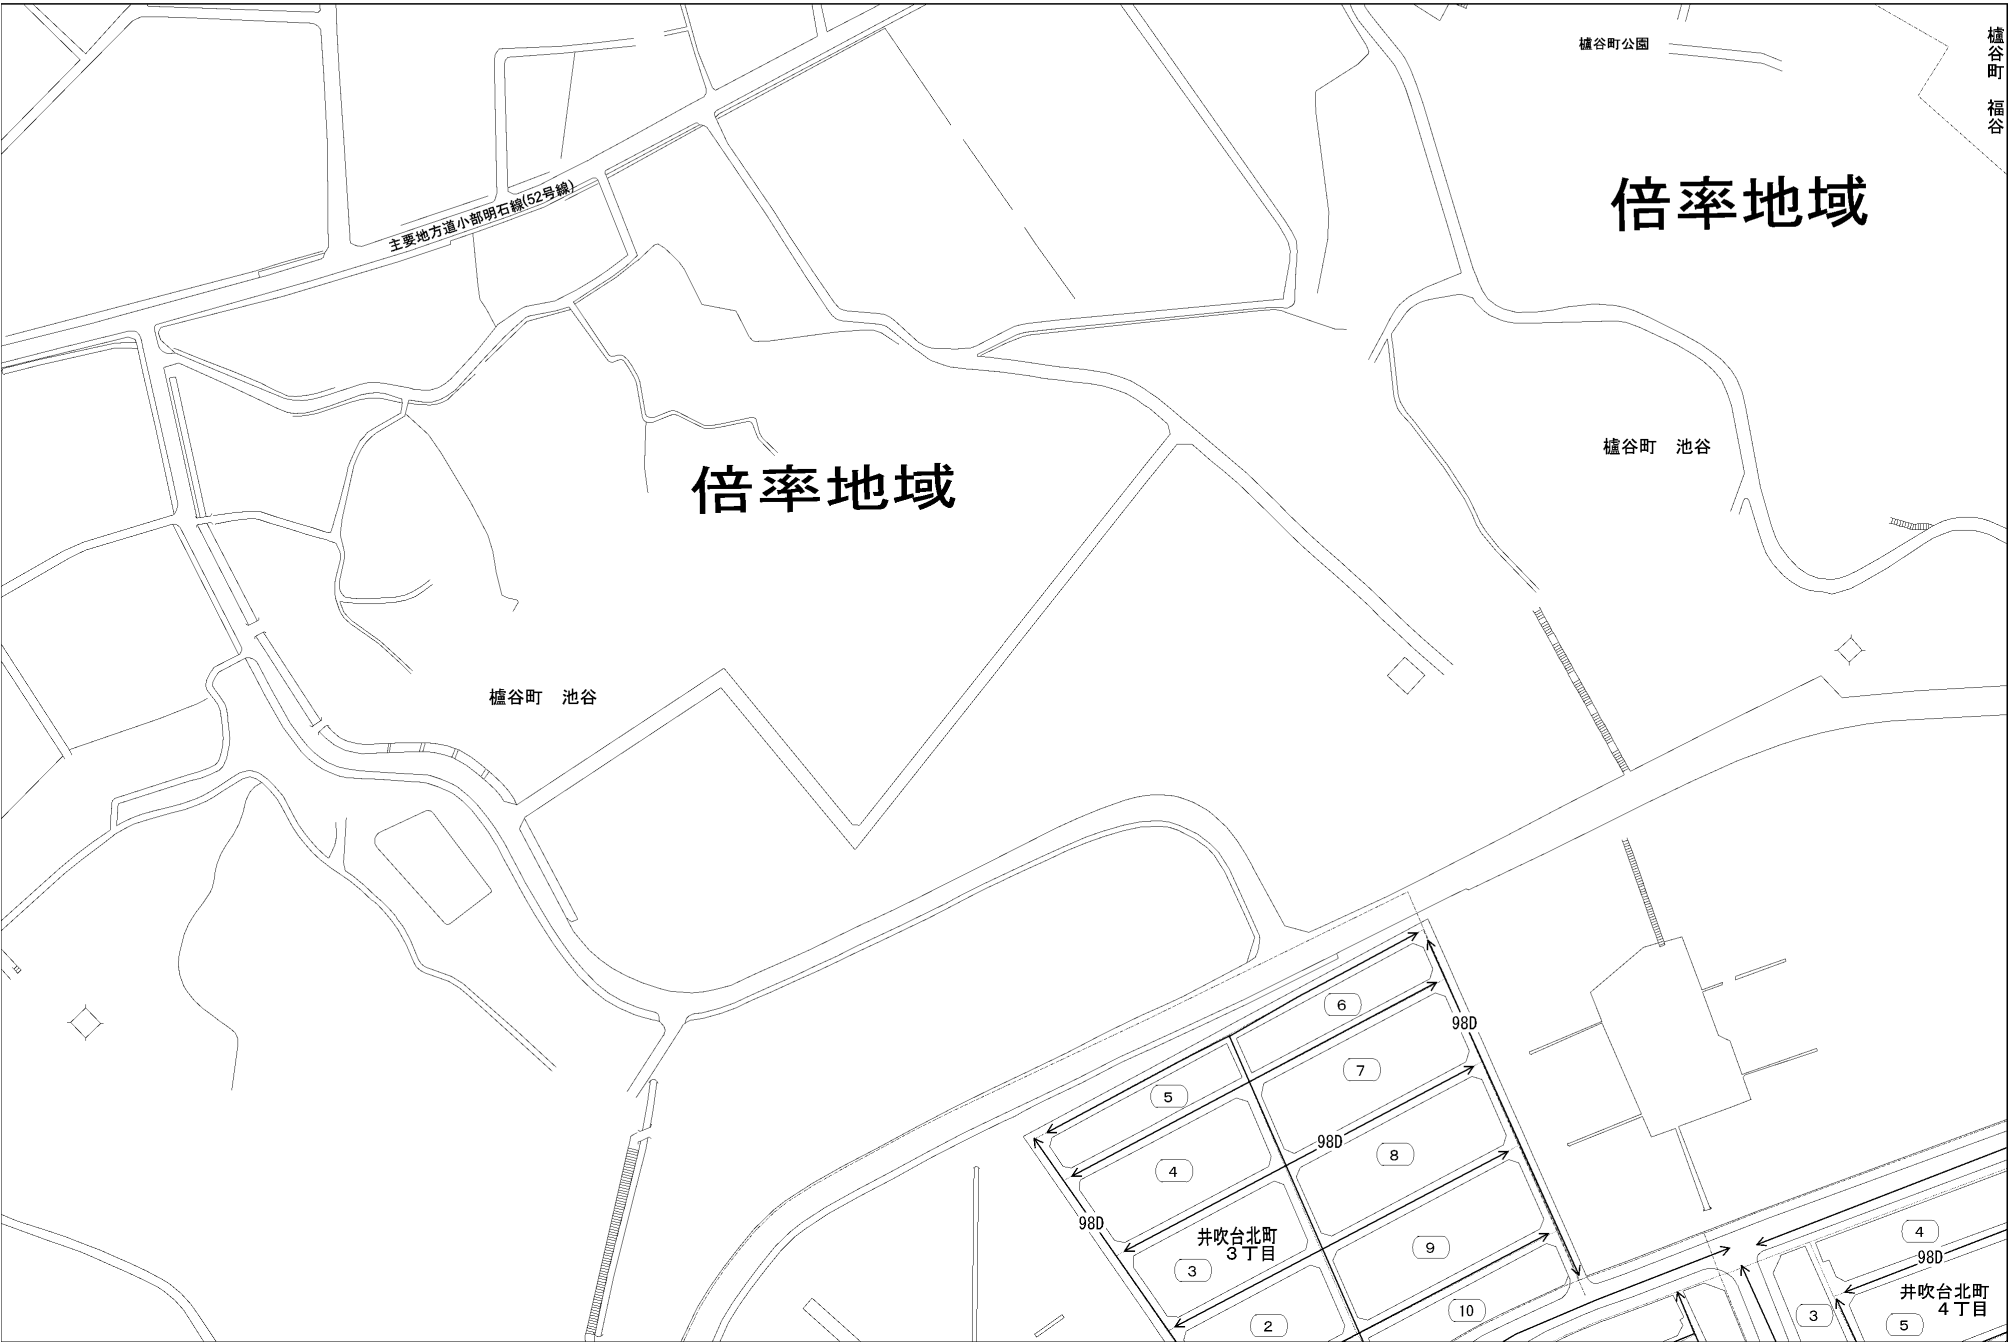 櫨谷町公園
櫨谷町 福谷
倍率地域
主要地方道小部明石線(52号線)
櫨谷町 池谷
倍率地域
櫨谷町 池谷
6
98D
7
5
98D
8
4
98D
井吹台北町
3丁目
3
9
10
2
4
98D
井吹台北町
4丁目
3
5